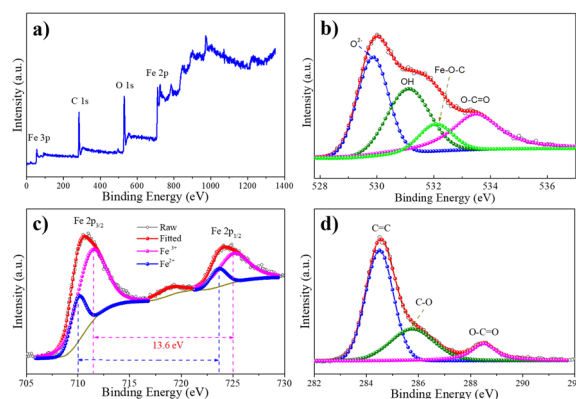 a)
Intensity (a.u.)
Fe 3p
C 1s
O 1s
Fe 2p
0 200 400 600 800 1000 1200 1400
Binding Energy (eV)
b)
Intensity (a.u.)
O²⁻
OH
Fe-O-C
O-C=O
528 530 532 534 536
Binding Energy (eV)
c)
Intensity (a.u.)
Fe 2p3/2
Fe 2p1/2
Raw
Fitted
Fe³⁺
Fe²⁺
13.6 eV
705 710 715 720 725 730
Binding Energy (eV)
d)
Intensity (a.u.)
C=C
C-O
O-C=O
282 284 286 288 290
Binding Energy (eV)